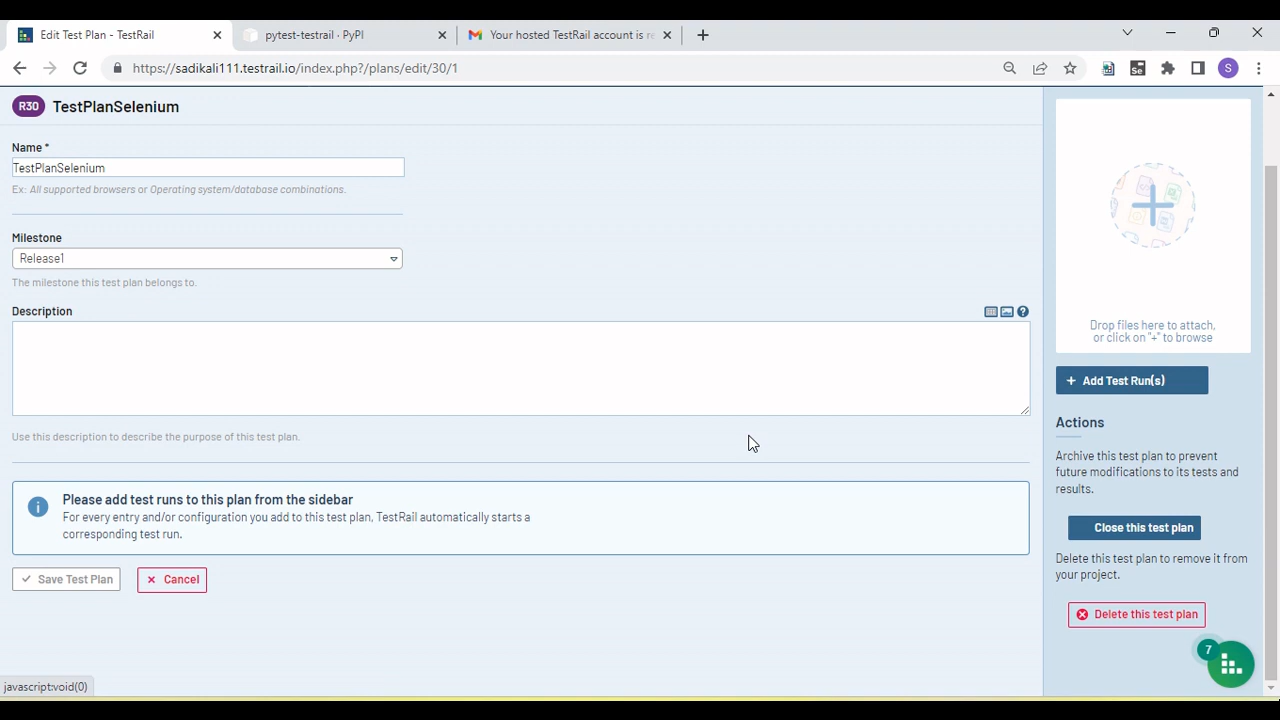 Edit Test Plan - TestRail
pytest-testrail · PyPI
Your hosted TestRail account is re
https://sadikali111.testrail.io/index.php?/plans/edit/30/1
Se
S
R30 TestPlanSelenium
Name *
TestPlanSelenium
Ex: All supported browsers or Operating system/database combinations.
Milestone
Release1
The milestone this test plan belongs to.
Description
Use this description to describe the purpose of this test plan.
Please add test runs to this plan from the sidebar
For every entry and/or configuration you add to this test plan, TestRail automatically starts a
corresponding test run.
Save Test Plan
Cancel
Drop files here to attach,
or click on "+" to browse
+ Add Test Run(s)
Actions
Archive this test plan to prevent
future modifications to its tests and
results.
Close this test plan
Delete this test plan to remove it from
your project.
Delete this test plan
7
javascript:void(0)